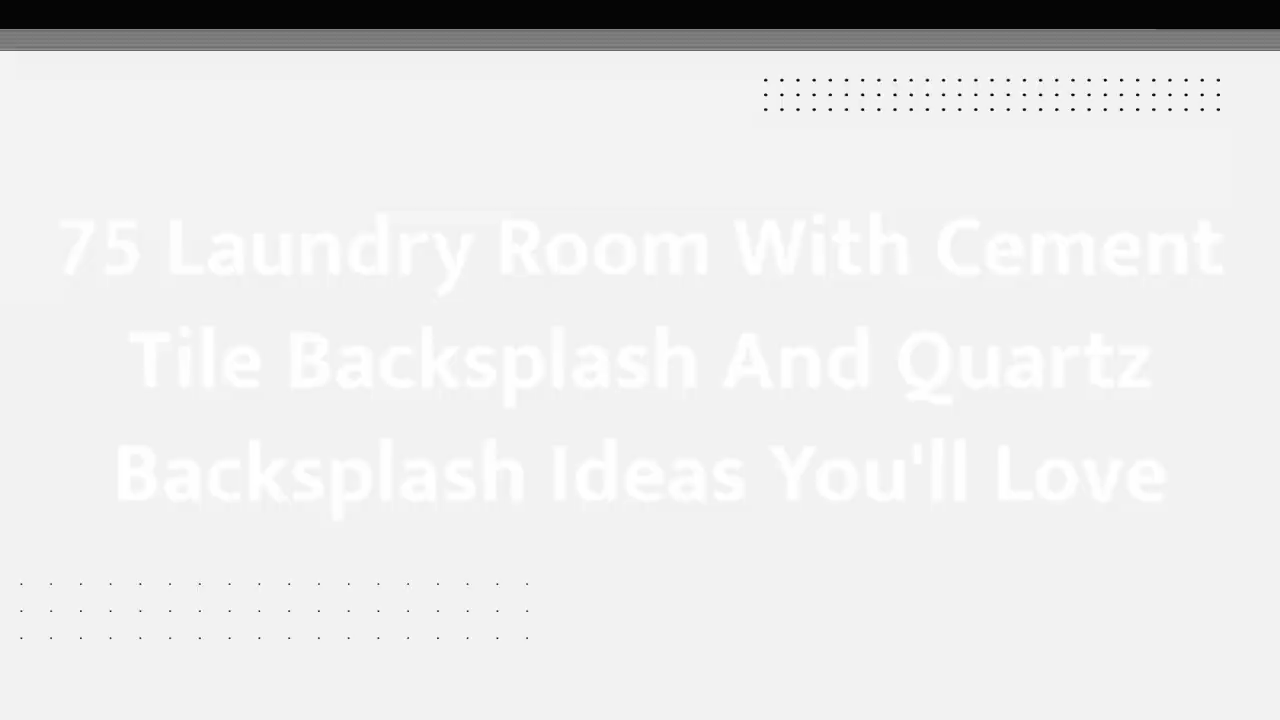 75 Laundry Room With Cement
Tile Backsplash And Quartz
Backsplash Ideas You'll Love